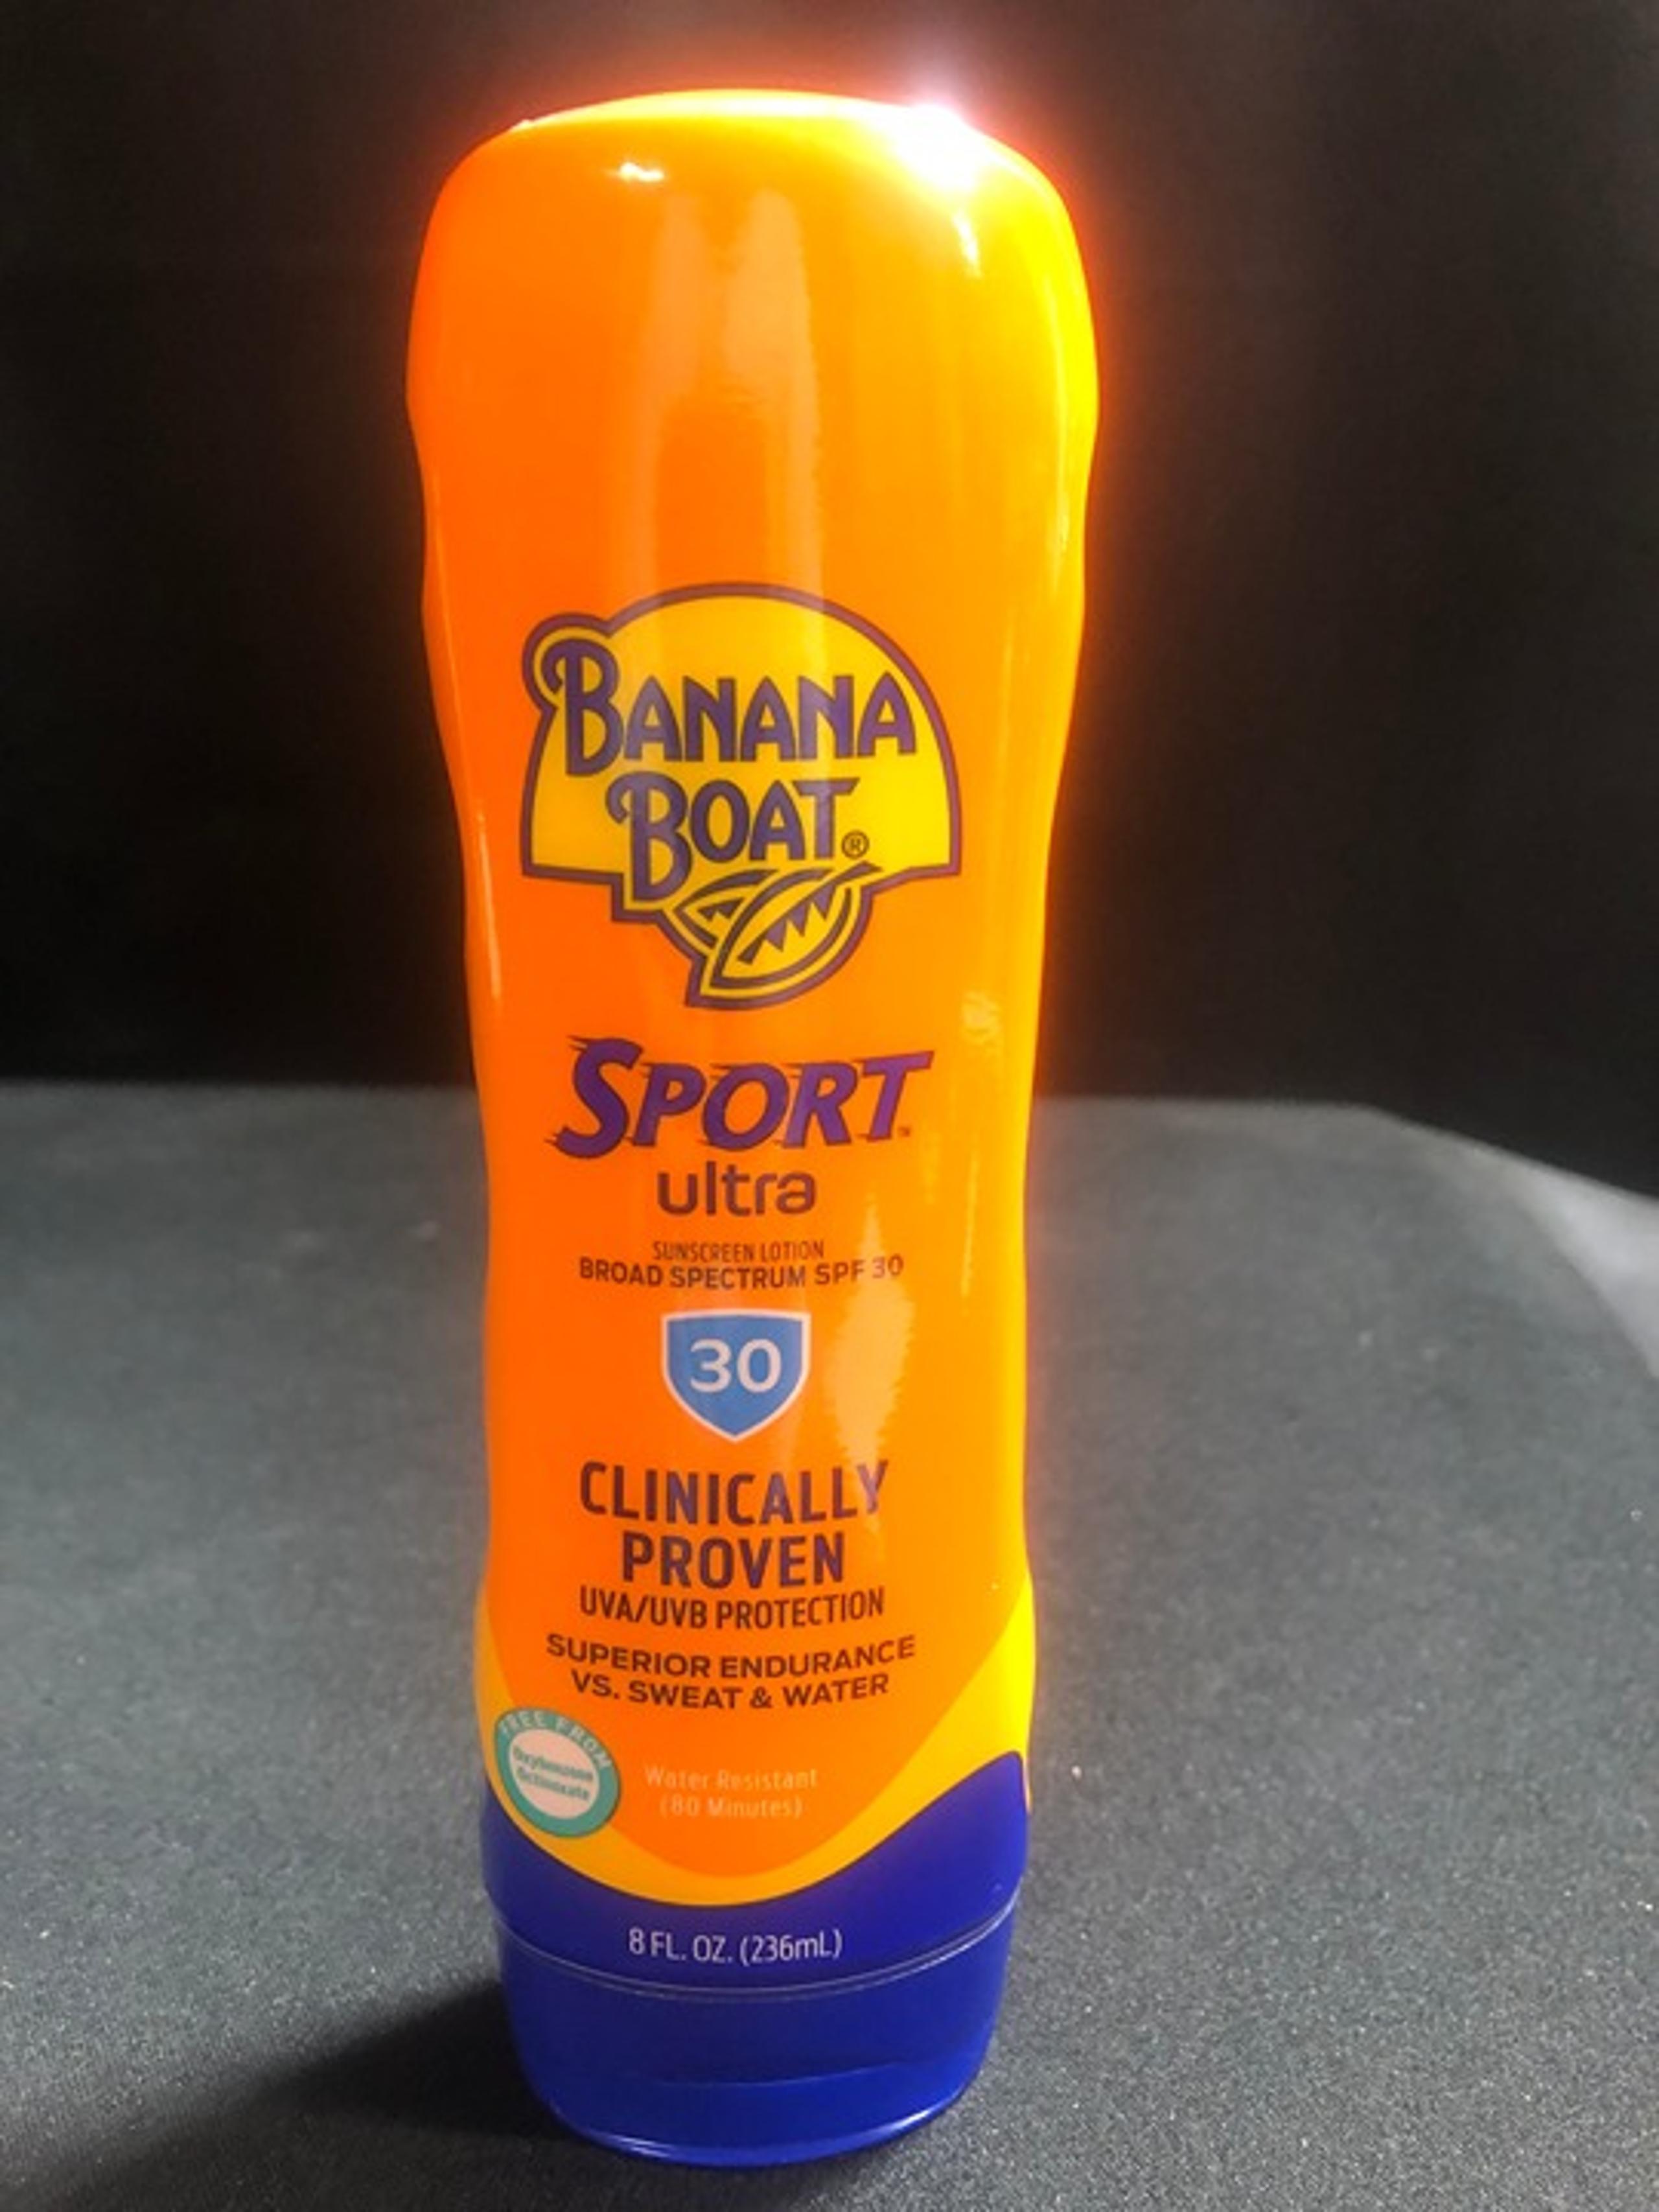 BANANA
BOAT®
SPORT™
ultra
SUNSCREEN LOTION
BROAD SPECTRUM SPF 30
30
CLINICALLY
PROVEN
UVA/UVB PROTECTION
SUPERIOR ENDURANCE
VS. SWEAT & WATER
FREE FROM
Oxybenzone
Octinoxate
Water Resistant
(80 Minutes)
8 FL. OZ. (236mL)